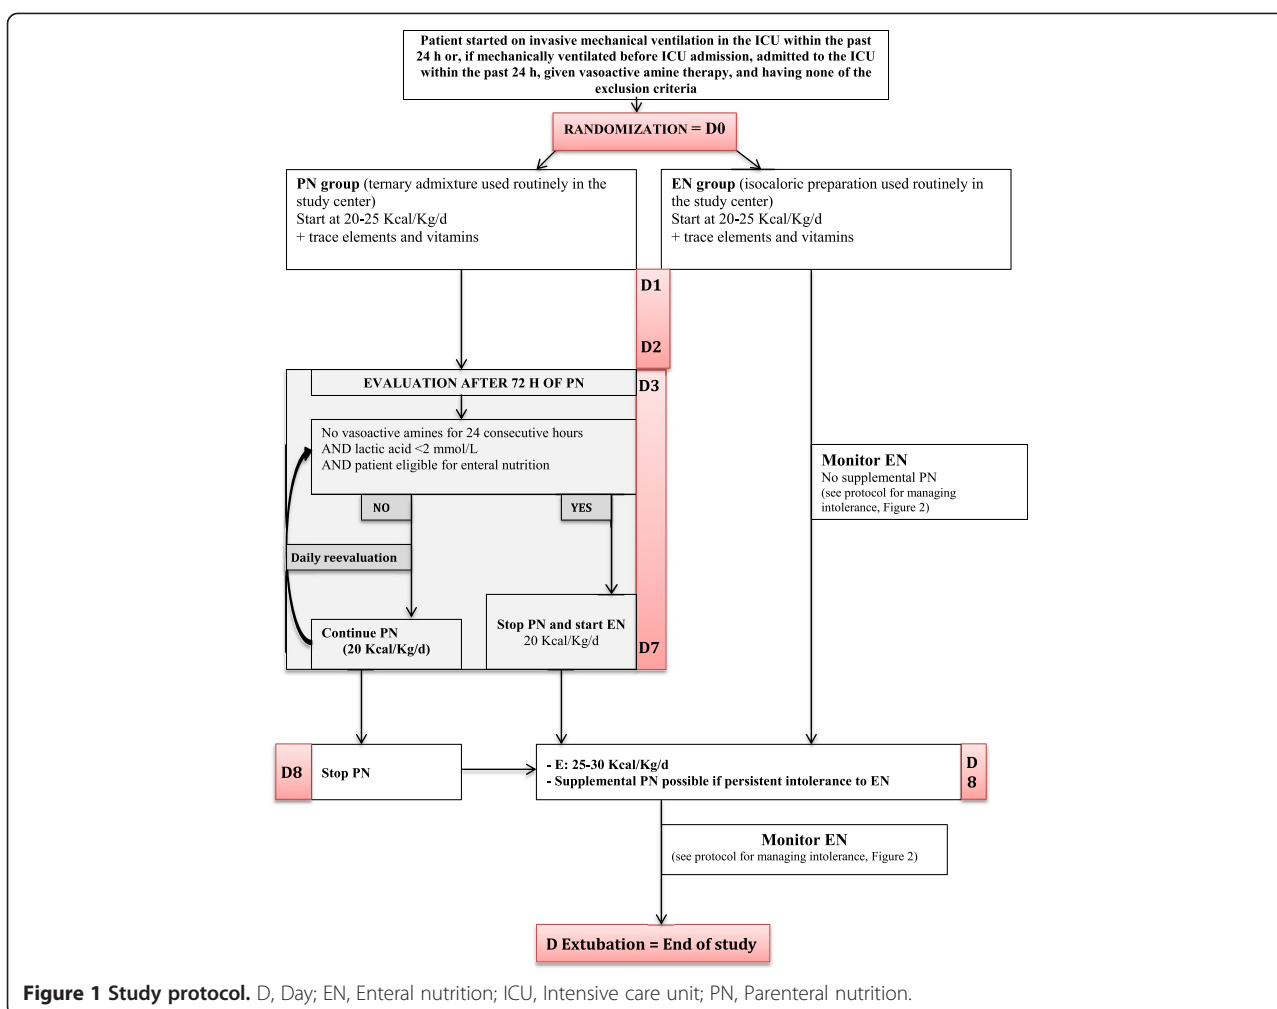 Patient started on invasive mechanical ventilation in the ICU within the past
24 h or, if mechanically ventilated before ICU admission, admitted to the ICU
within the past 24 h, given vasoactive amine therapy, and having none of the
exclusion criteria
RANDOMIZATION = D0
PN group (ternary admixture used routinely in the
study center)
Start at 20-25 Kcal/Kg/d
+ trace elements and vitamins
EN group (isocaloric preparation used routinely in
the study center)
Start at 20-25 Kcal/Kg/d
+ trace elements and vitamins
D1
D2
EVALUATION AFTER 72 H OF PN
D3
No vasoactive amines for 24 consecutive hours
AND lactic acid <2 mmol/L
AND patient eligible for enteral nutrition
Monitor EN
No supplemental PN
(see protocol for managing
intolerance, Figure 2)
NO
YES
Daily reevaluation
Continue PN
(20 Kcal/Kg/d)
Stop PN and start EN
20 Kcal/Kg/d
D7
D8
Stop PN
- E: 25-30 Kcal/Kg/d
- Supplemental PN possible if persistent intolerance to EN
D
8
Monitor EN
(see protocol for managing intolerance, Figure 2)
D Extubation = End of study
Figure 1 Study protocol. D, Day; EN, Enteral nutrition; ICU, Intensive care unit; PN, Parenteral nutrition.